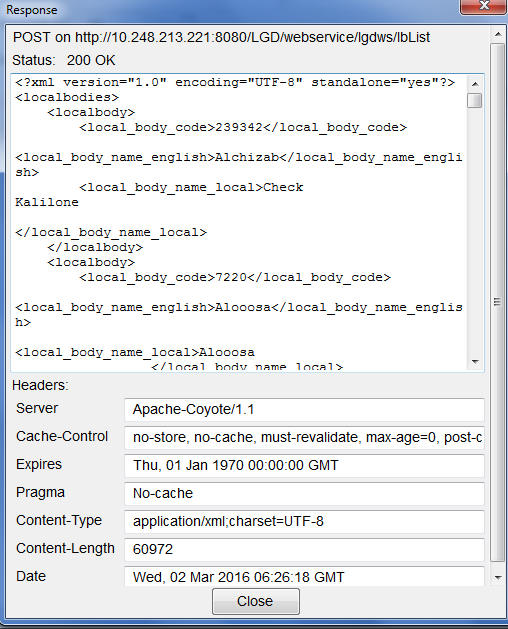 Response
POST on http://10.248.213.221:8080/LGD/webservice/lgdws/lbList
Status: 200 OK
<?xml version="1.0" encoding="UTF-8" standalone="yes"?>
<localbodies>
<localbody>
<local_body_code>239342</local_body_code>
<local_body_name_english>Alchizab</local_body_name_engli
sh>
<local_body_name_local>Check
Kalilone
</local_body_name_local>
</localbody>
<localbody>
<local_body_code>7220</local_body_code>
<local_body_name_english>Alooosa</local_body_name_englis
h>
<local_body_name_local>Alooosa
</local_body_name_local>
Headers:
Server Apache-Coyote/1.1
Cache-Control no-store, no-cache, must-revalidate, max-age=0, post-c
Expires Thu, 01 Jan 1970 00:00:00 GMT
Pragma No-cache
Content-Type application/xml;charset=UTF-8
Content-Length 60972
Date Wed, 02 Mar 2016 06:26:18 GMT
Close